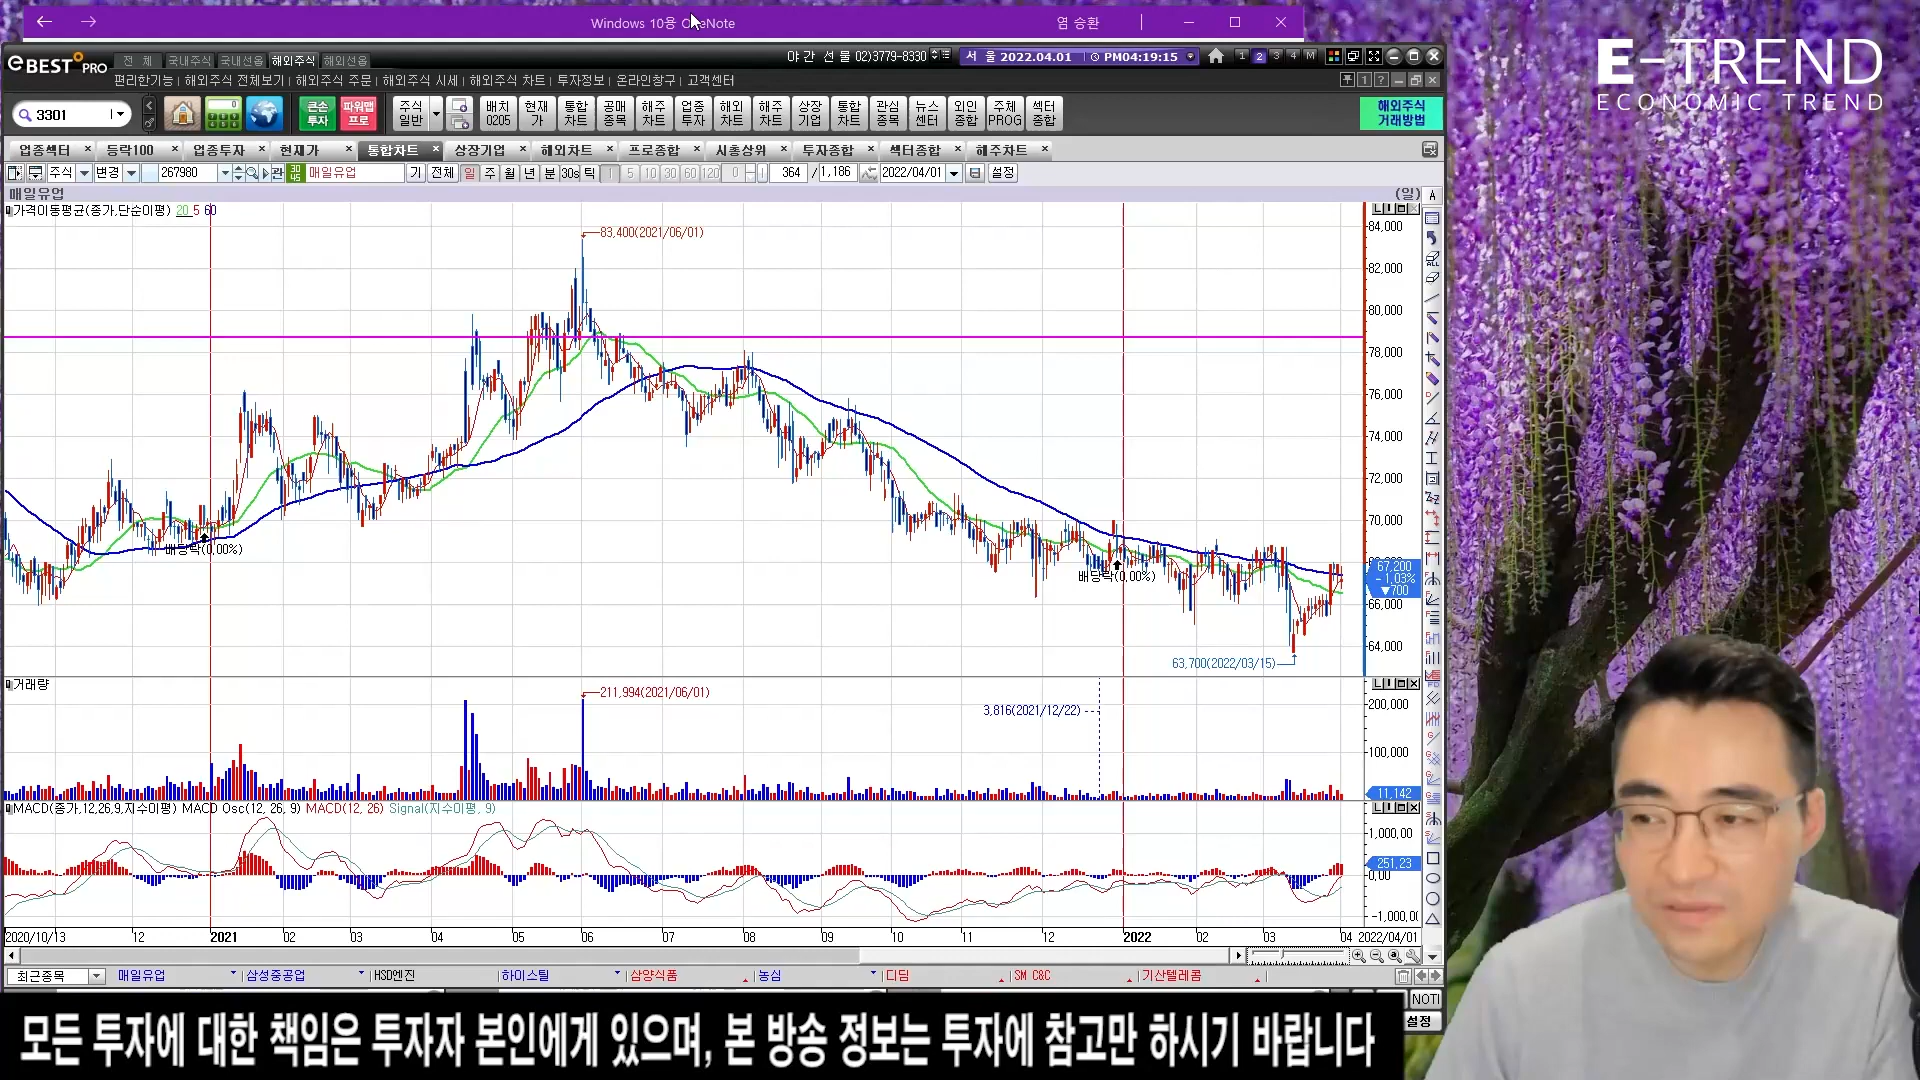 Windows 10용 OneNote
염 승환
E-TREND
ECONOMIC TREND
eBEST PRO
전 체 국내주식 국내선옵 해외주식 해외선옵
야 간 선 물 02)3779-8330
서 울 2022.04.01 PM04:19:15
1 2 3 4 M
편리한기능 해외주식 전체보기 해외주식 주문 해외주식 시세 해외주식 차트 투자정보 온라인창구 고객센터
3301
큰손 투자
파워맵 프로
주식 일반
배치 0205
현재 가
통합 차트
공매 종목
해주 차트
업종 투자
해외 차트
해주 차트
상장 기업
통합 차트
관심 종목
뉴스 센터
외인 종합
주체 PROG
섹터 종합
해외주식 거래방법
업종섹터 등락100 업종투자 현재가 통합차트 상장기업 해외차트 프로종합 시총상위 투자종합 섹터종합 해주차트
주식 변경 267980 관 매일유업 기 전체 일 주 월 년 분 30s 틱 1 5 10 30 60 120 0 364 / 1,186 2022/04/01 설정
매일유업 (일)
가격이동평균(종가,단순이평) 20 5 60
83,400(2021/06/01)
84,000
82,000
80,000
78,000
76,000
74,000
72,000
70,000
배당락(0,00%)
배당락(0,00%)
67,200
-1,03%
▼700
66,000
64,000
63,700(2022/03/15)
거래량
211,994(2021/06/01)
3,816(2021/12/22)
200,000
100,000
11,142
MACD(종가,12,26,9,지수이평) MACD Osc(12, 26, 9) MACD(12, 26) Signal(지수이평, 9)
1,000,00
251,23
0,00
-1,000,0
2020/10/13 12 2021 02 03 04 05 06 07 08 09 10 11 12 2022 02 03 04 2022/04/01
최근종목 매일유업 삼성중공업 HSD엔진 하이스틸 삼양식품 농심 디딤 SM C&C 기산텔레콤
NOTI
설정
모든 투자에 대한 책임은 투자자 본인에게 있으며, 본 방송 정보는 투자에 참고만 하시기 바랍니다